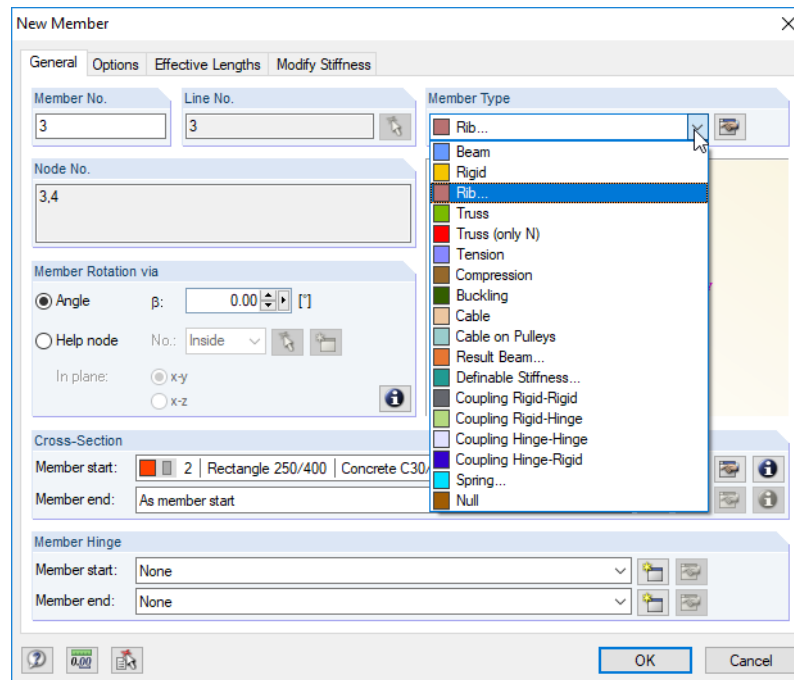 New Member
General Options Effective Lengths Modify Stiffness
Member No.
3
Line No.
3
Member Type
Rib...
Beam
Rigid
Rib...
Truss
Truss (only N)
Tension
Compression
Buckling
Cable
Cable on Pulleys
Result Beam...
Definable Stiffness...
Coupling Rigid-Rigid
Coupling Rigid-Hinge
Coupling Hinge-Hinge
Coupling Hinge-Rigid
Spring...
Null
Node No.
3,4
Member Rotation via
Angle β: 0.00 [°]
Help node No.: Inside
In plane: x-y
x-z
Cross-Section
Member start: 2 Rectangle 250/400 Concrete C30/
Member end: As member start
Member Hinge
Member start: None
Member end: None
0.00
OK Cancel